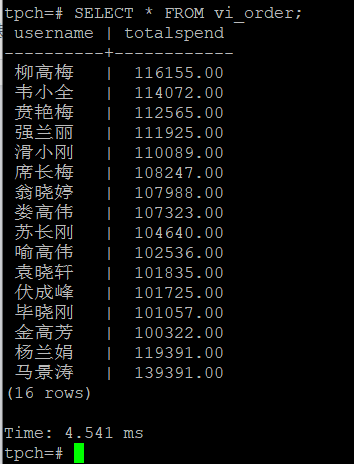 tpch=# SELECT * FROM vi_order;
username | totalspend
----------+------------
柳高梅 | 116155.00
韦小全 | 114072.00
贲艳梅 | 112565.00
强兰丽 | 111925.00
滑小刚 | 110089.00
席长梅 | 108247.00
翁晓婷 | 107988.00
娄高伟 | 107323.00
苏长刚 | 104640.00
喻高伟 | 102536.00
袁晓轩 | 101835.00
伏成峰 | 101725.00
毕晓刚 | 101057.00
金高芳 | 100322.00
杨兰娟 | 119391.00
马景涛 | 139391.00
(16 rows)
Time: 4.541 ms
tpch=#